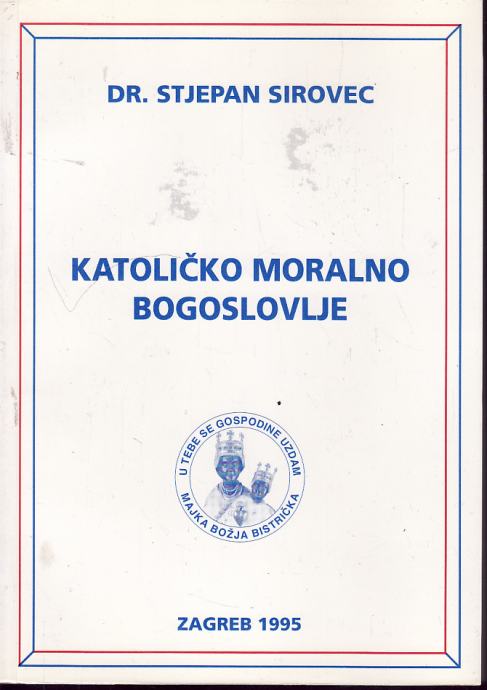 DR. STJEPAN SIROVEC
KATOLIČKO MORALNO
BOGOSLOVLJE
U TEBE SE GOSPODINE UZDAM
MAJKA BOŽJA BISTRIČKA
ZAGREB 1995